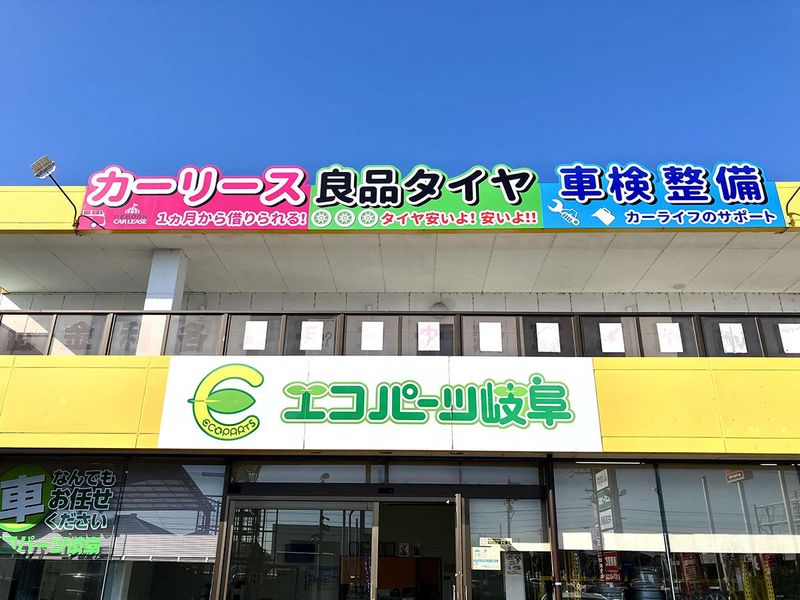 カーリース
RETURN
CAR LEASE
1ヵ月から借りられる!
良品タイヤ
タイヤ安いよ! 安いよ!!
車検整備
カーライフのサポート
ECOPARTS
エコパーツ岐阜
車
なんでも
お任せ
ください